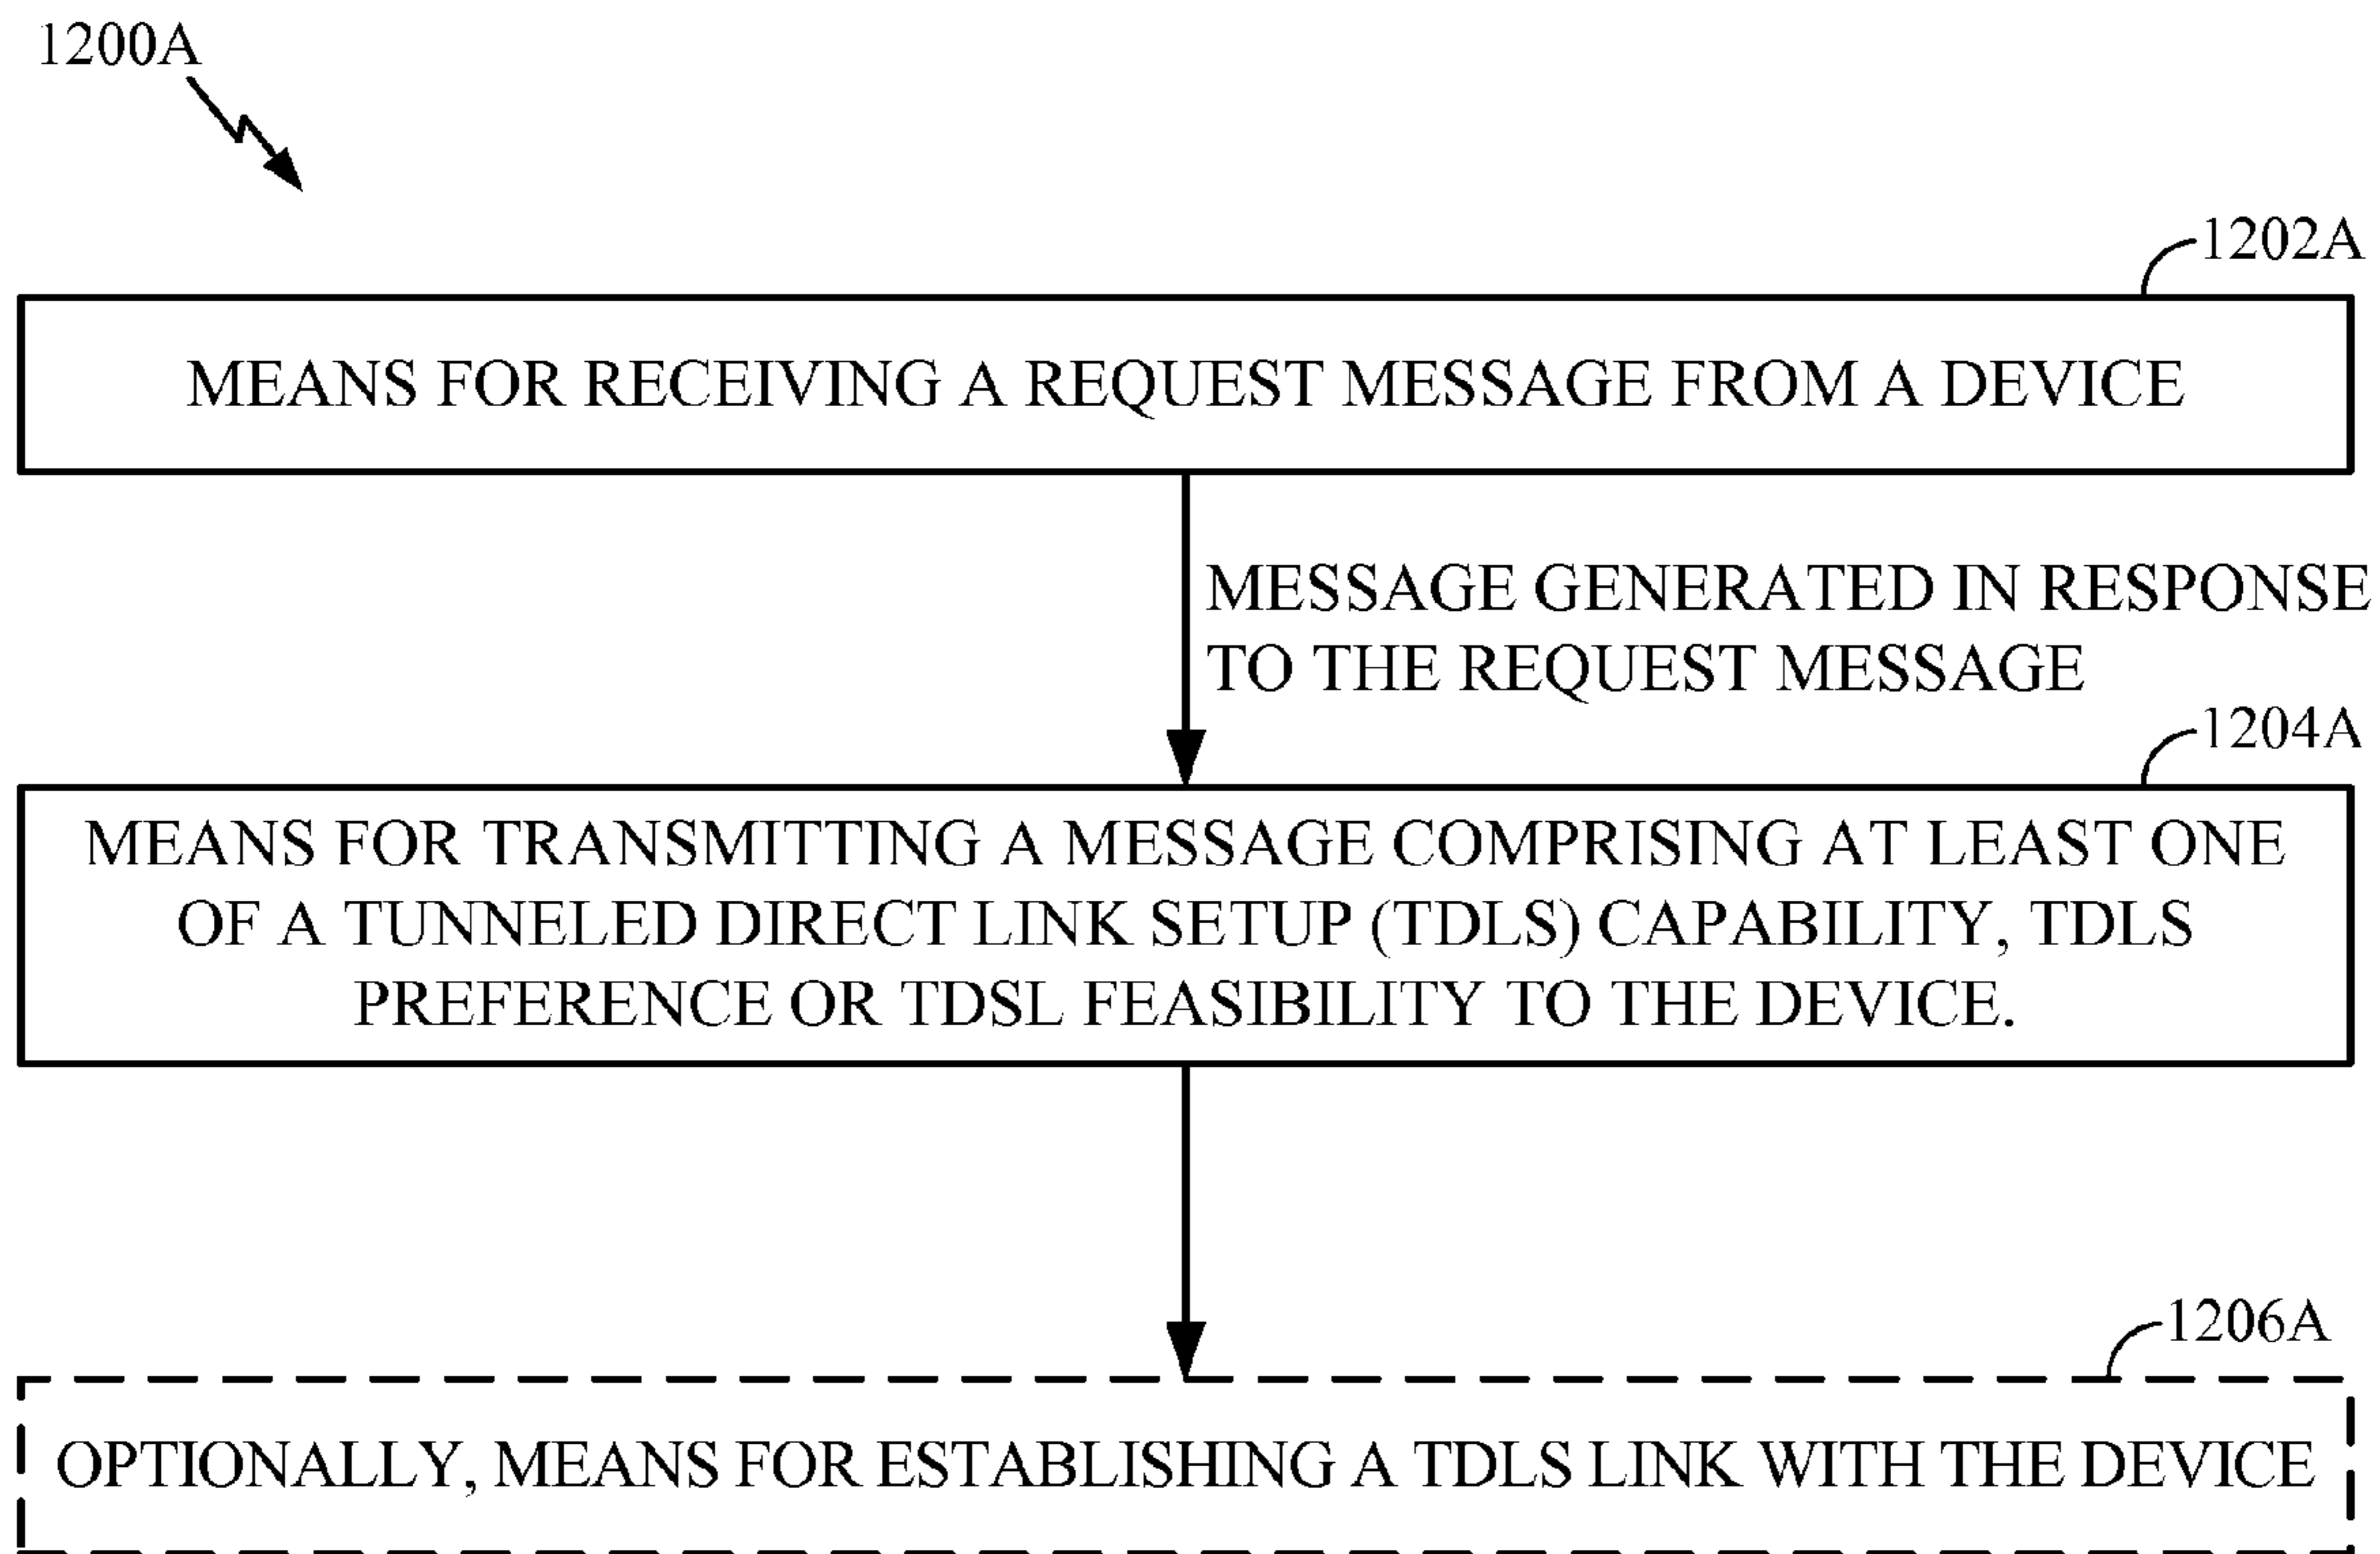 1200A
1202A
MEANS FOR RECEIVING A REQUEST MESSAGE FROM A DEVICE
MESSAGE GENERATED IN RESPONSE
TO THE REQUEST MESSAGE
1204A
MEANS FOR TRANSMITTING A MESSAGE COMPRISING AT LEAST ONE
OF A TUNNELED DIRECT LINK SETUP (TDLS) CAPABILITY, TDLS
PREFERENCE OR TDSL FEASIBILITY TO THE DEVICE.
1206A
OPTIONALLY, MEANS FOR ESTABLISHING A TDLS LINK WITH THE DEVICE